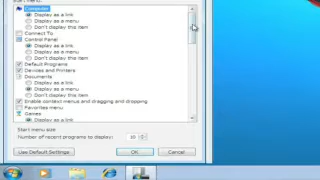 Computer
Display as a link
Display as a menu
Don't display this item
Connect To
Control Panel
Display as a link
Display as a menu
Don't display this item
Default Programs
Devices and Printers
Documents
Display as a link
Display as a menu
Don't display this item
Enable context menus and dragging and dropping
Favorites menu
Games
Display as a link
Start menu size
Number of recent programs to display:
10
Use Default Settings
OK
Cancel